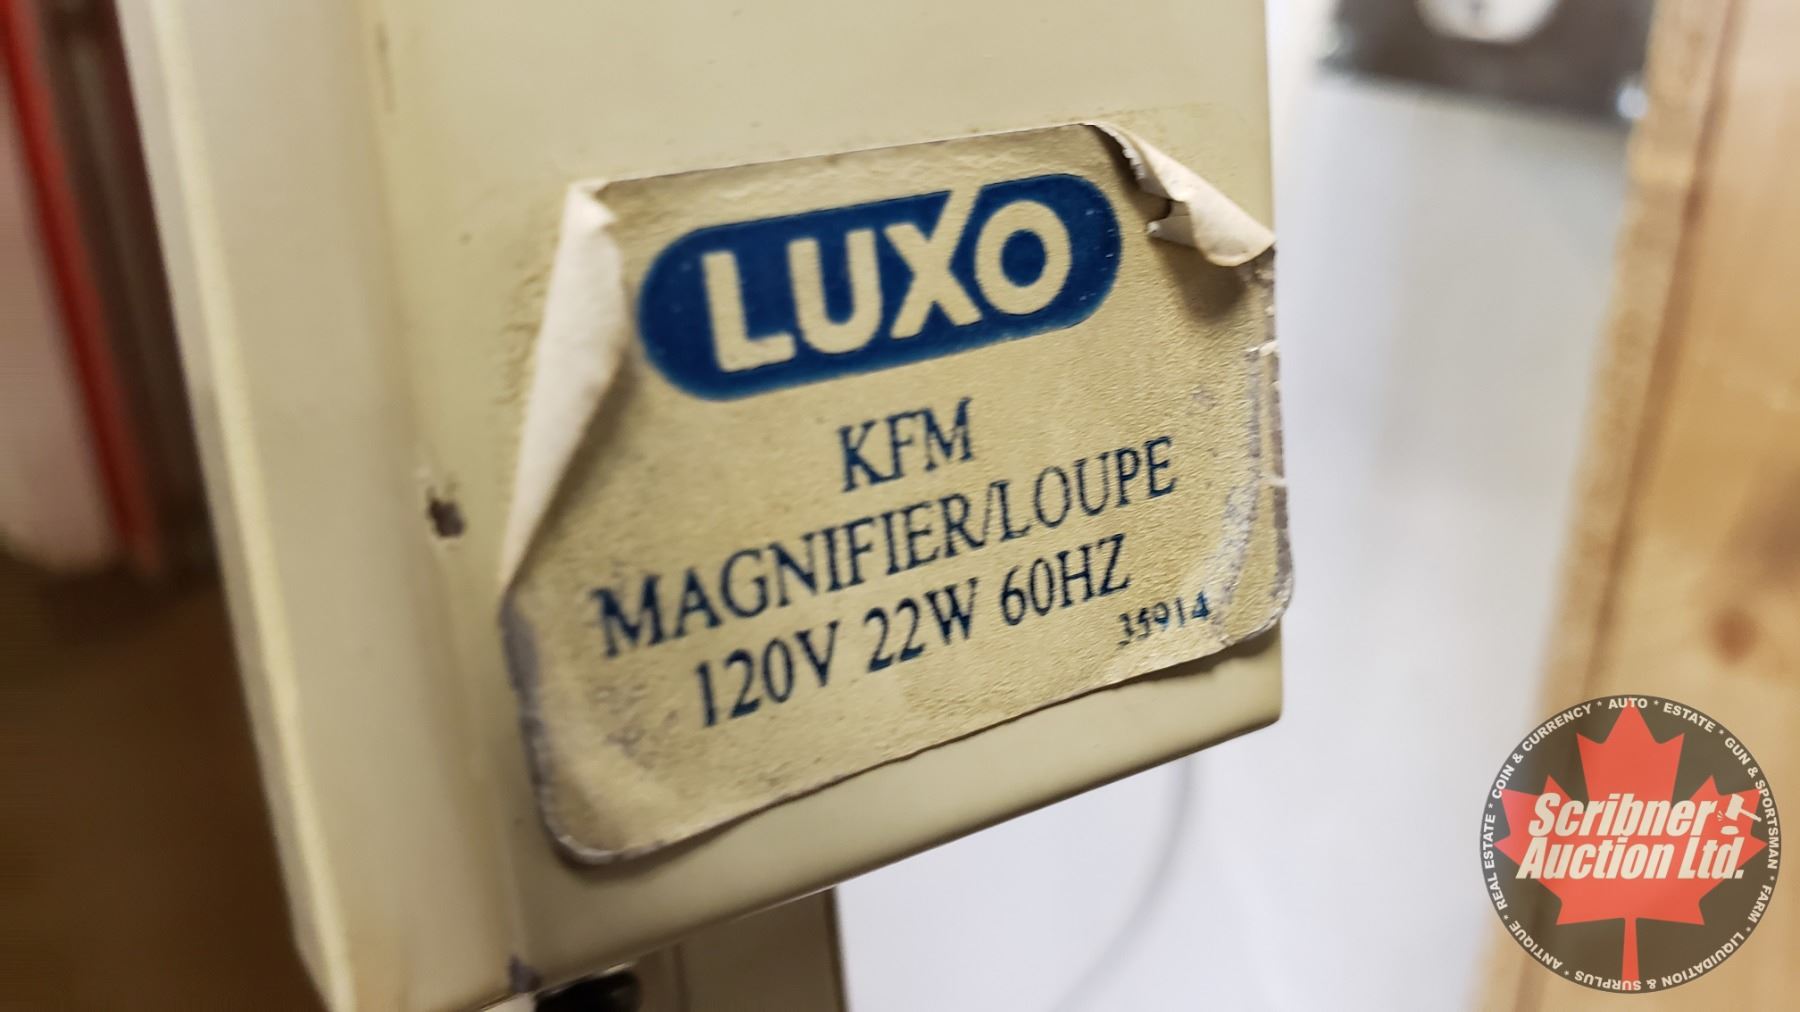 LUXO
KFM
MAGNIFIER/LOUPE
120V 22W 60HZ
35914
Scribner
Auction Ltd.
ANTIQUE * REAL ESTATE * COIN & CURRENCY * AUTO * ESTATE * GUN & SPORTSMAN * FARM * LIQUIDATION & SURPLUS *